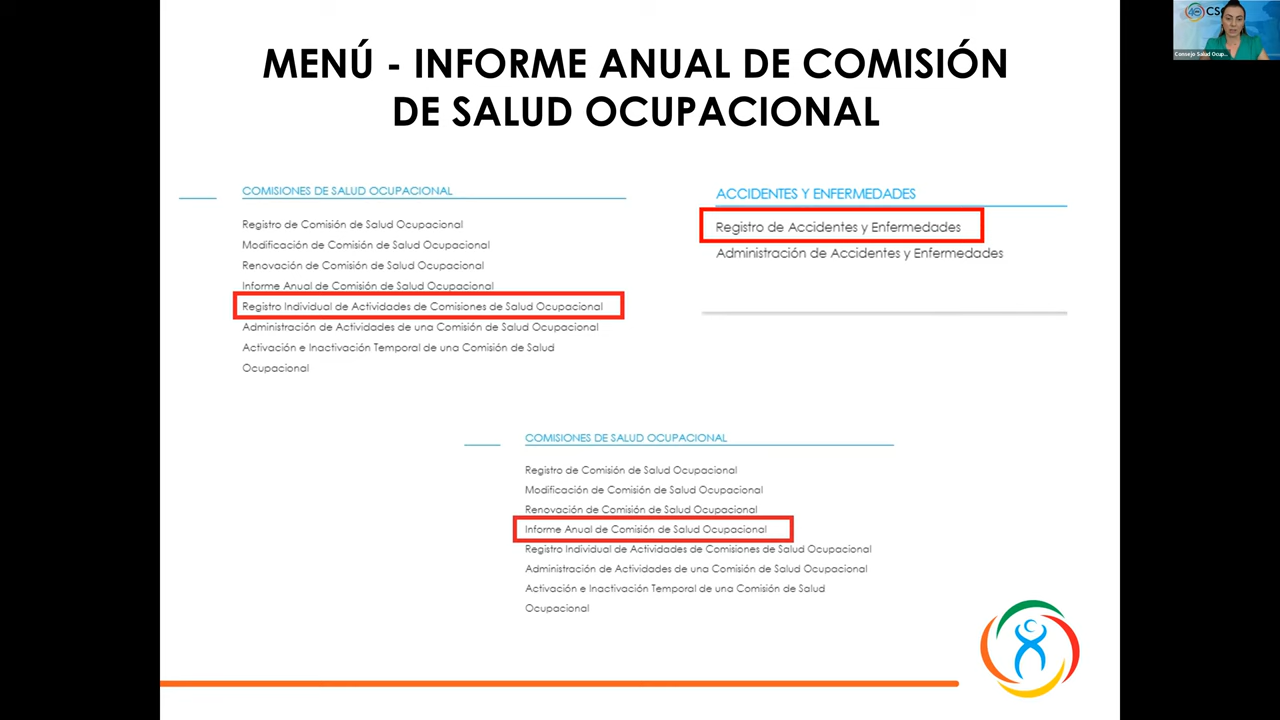 MENÚ - INFORME ANUAL DE COMISIÓN
DE SALUD OCUPACIONAL
COMISIONES DE SALUD OCUPACIONAL
Registro de Comisión de Salud Ocupacional
Modificación de Comisión de Salud Ocupacional
Renovación de Comisión de Salud Ocupacional
Informe Anual de Comisión de Salud Ocupacional
Registro Individual de Actividades de Comisiones de Salud Ocupacional
Administración de Actividades de una Comisión de Salud Ocupacional
Activación e Inactivación Temporal de una Comisión de Salud
Ocupacional
ACCIDENTES Y ENFERMEDADES
Registro de Accidentes y Enfermedades
Administración de Accidentes y Enfermedades
COMISIONES DE SALUD OCUPACIONAL
Registro de Comisión de Salud Ocupacional
Modificación de Comisión de Salud Ocupacional
Renovación de Comisión de Salud Ocupacional
Informe Anual de Comisión de Salud Ocupacional
Registro Individual de Actividades de Comisiones de Salud Ocupacional
Administración de Actividades de una Comisión de Salud Ocupacional
Activación e Inactivación Temporal de una Comisión de Salud
Ocupacional
Consejo Salud Ocup...